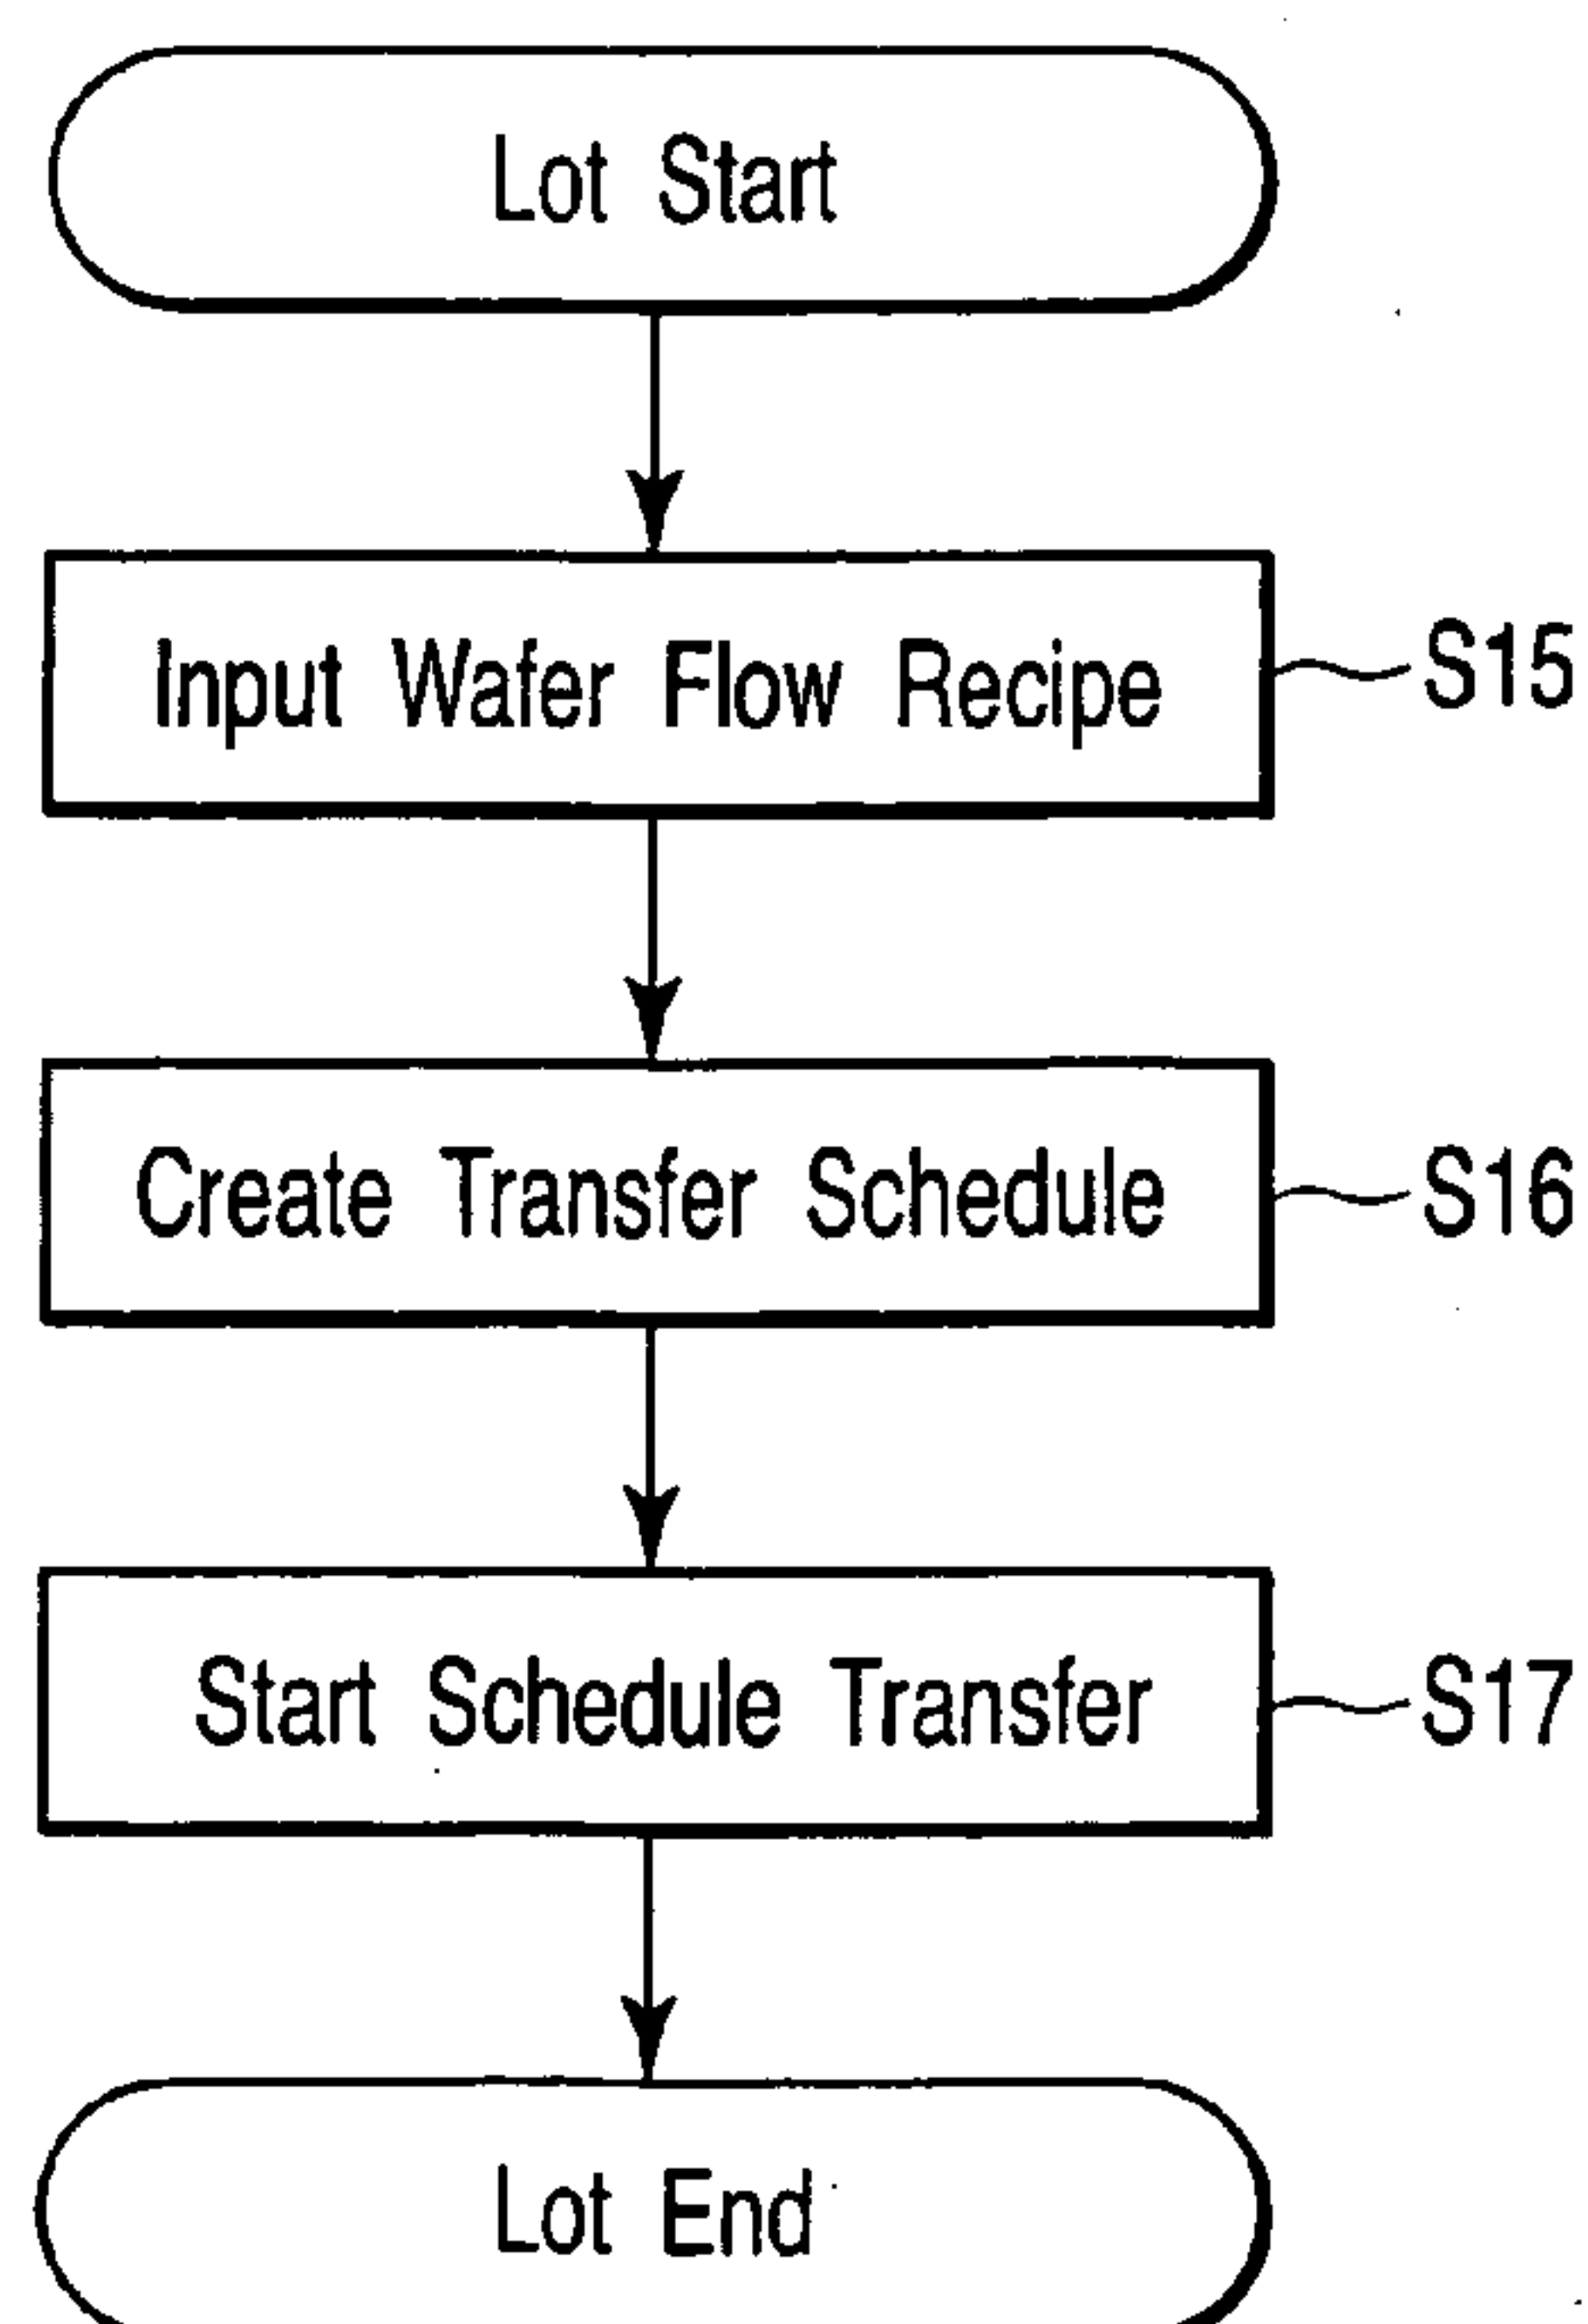 Lot Start
Input Wafer Flow Recipe
S15
Create Transfer Schedule
S16
Start Schedule Transfer
S17
Lot End